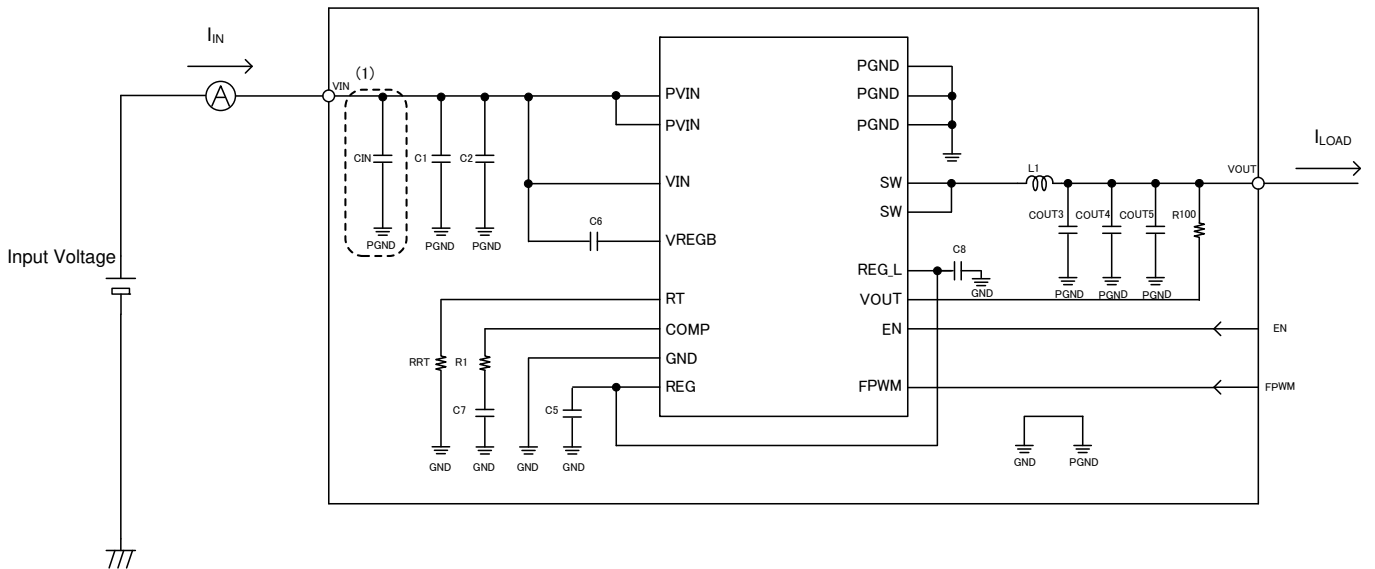 I_IN
A
VIN
(1)
CIN
PGND
C1
PGND
C2
PGND
C6
Input Voltage
RRT
GND
R1
C7
GND
GND
C5
GND
PVIN
PVIN
VIN
VREGB
RT
COMP
GND
REG
PGND
PGND
PGND
SW
SW
REG_L
VOUT
EN
FPWM
C8
GND
L1
COUT3
PGND
COUT4
PGND
COUT5
PGND
R100
VOUT
I_LOAD
EN
FPWM
GND
PGND